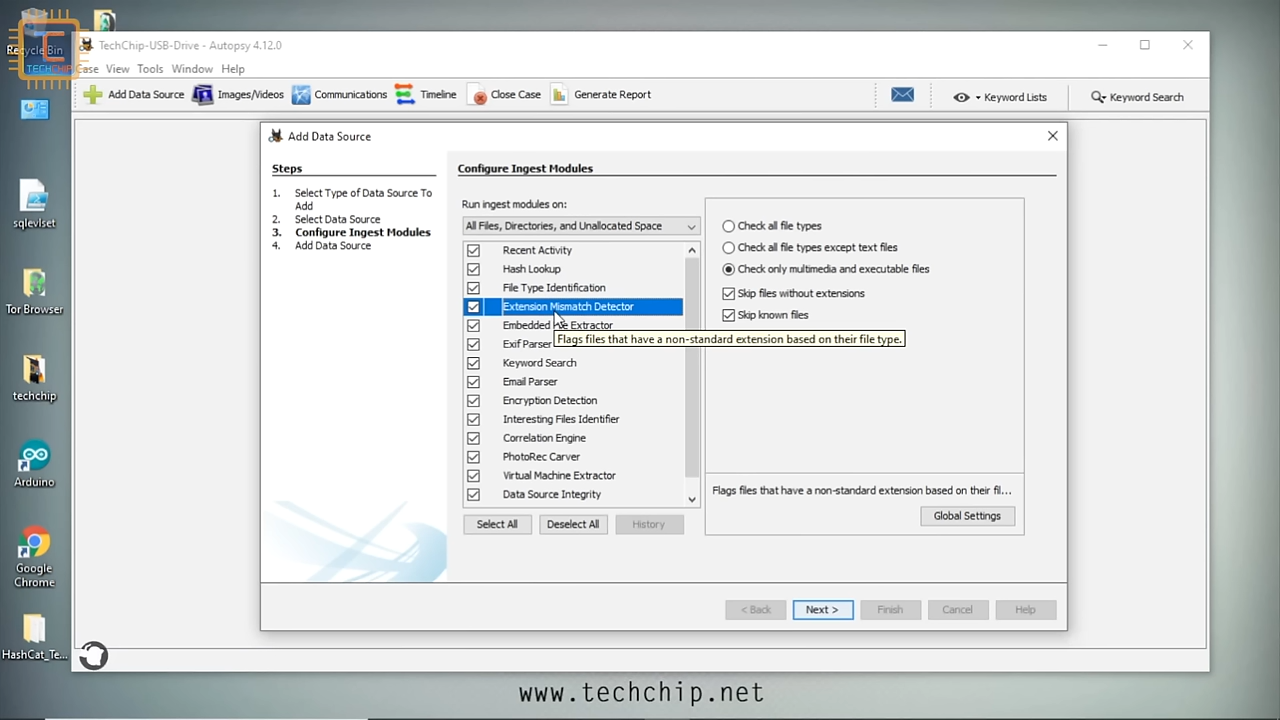 Recycle Bin
C
TECHCHIP
sqlevlset
Tor Browser
techchip
Arduino
Google
Chrome
HashCat_Te...
TechChip-USB-Drive - Autopsy 4.12.0
Case View Tools Window Help
Add Data Source Images/Videos Communications Timeline Close Case Generate Report Keyword Lists Keyword Search
Add Data Source
Steps
1. Select Type of Data Source To
Add
2. Select Data Source
3. Configure Ingest Modules
4. Add Data Source
Configure Ingest Modules
Run ingest modules on:
All Files, Directories, and Unallocated Space
Recent Activity
Hash Lookup
File Type Identification
Extension Mismatch Detector
Embedded File Extractor
Exif Parser
Keyword Search
Email Parser
Encryption Detection
Interesting Files Identifier
Correlation Engine
PhotoRec Carver
Virtual Machine Extractor
Data Source Integrity
Select All Deselect All History
Check all file types
Check all file types except text files
Check only multimedia and executable files
Skip files without extensions
Skip known files
Flags files that have a non-standard extension based on their file type.
Flags files that have a non-standard extension based on their fil...
Global Settings
< Back Next > Finish Cancel Help
www.techchip.net